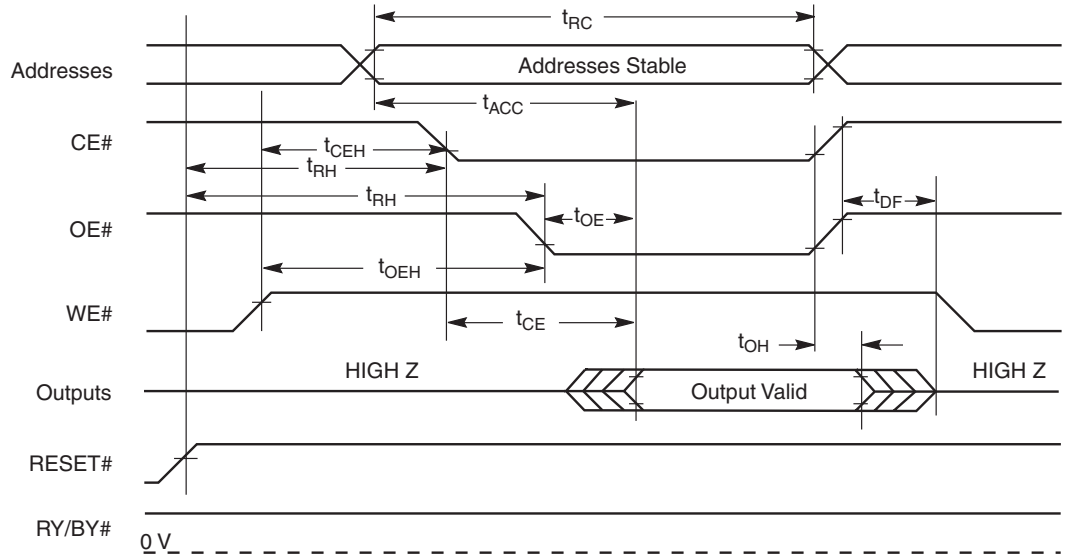 tRC
Addresses
Addresses Stable
tACC
CE#
tCEH
tRH
tRH
tDF
OE#
tOE
tOEH
WE#
tCE
tOH
HIGH Z
HIGH Z
Outputs
Output Valid
RESET#
RY/BY#
0 V